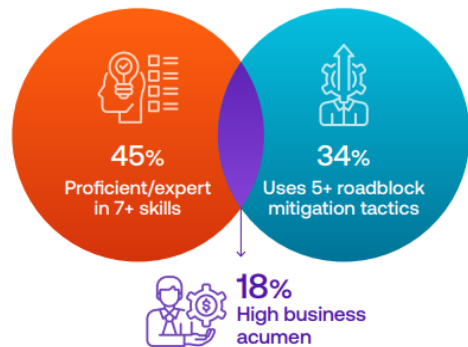 45%
Proficient/expert
in 7+ skills
34%
Uses 5+ roadblock
mitigation tactics
18%
High business
acumen